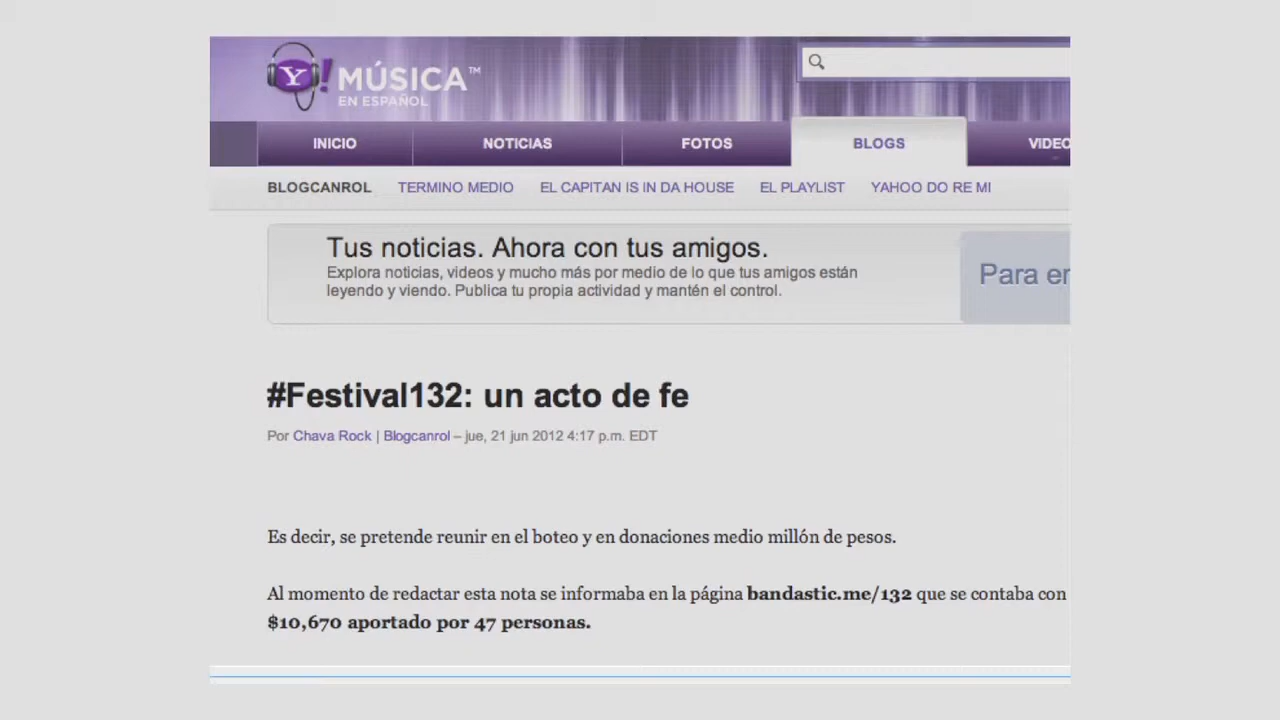 Y! MÚSICA™
EN ESPAÑOL
INICIO NOTICIAS FOTOS BLOGS VIDEO
BLOGCANROL TERMINO MEDIO EL CAPITAN IS IN DA HOUSE EL PLAYLIST YAHOO DO RE MI
Tus noticias. Ahora con tus amigos.
Explora noticias, videos y mucho más por medio de lo que tus amigos están
leyendo y viendo. Publica tu propia actividad y mantén el control.
Para
#Festival132: un acto de fe
Por Chava Rock | Blogcanrol – jue, 21 jun 2012 4:17 p.m. EDT
Es decir, se pretende reunir en el boteo y en donaciones medio millón de pesos.
Al momento de redactar esta nota se informaba en la página bandastic.me/132 que se contaba con
$10,670 aportado por 47 personas.